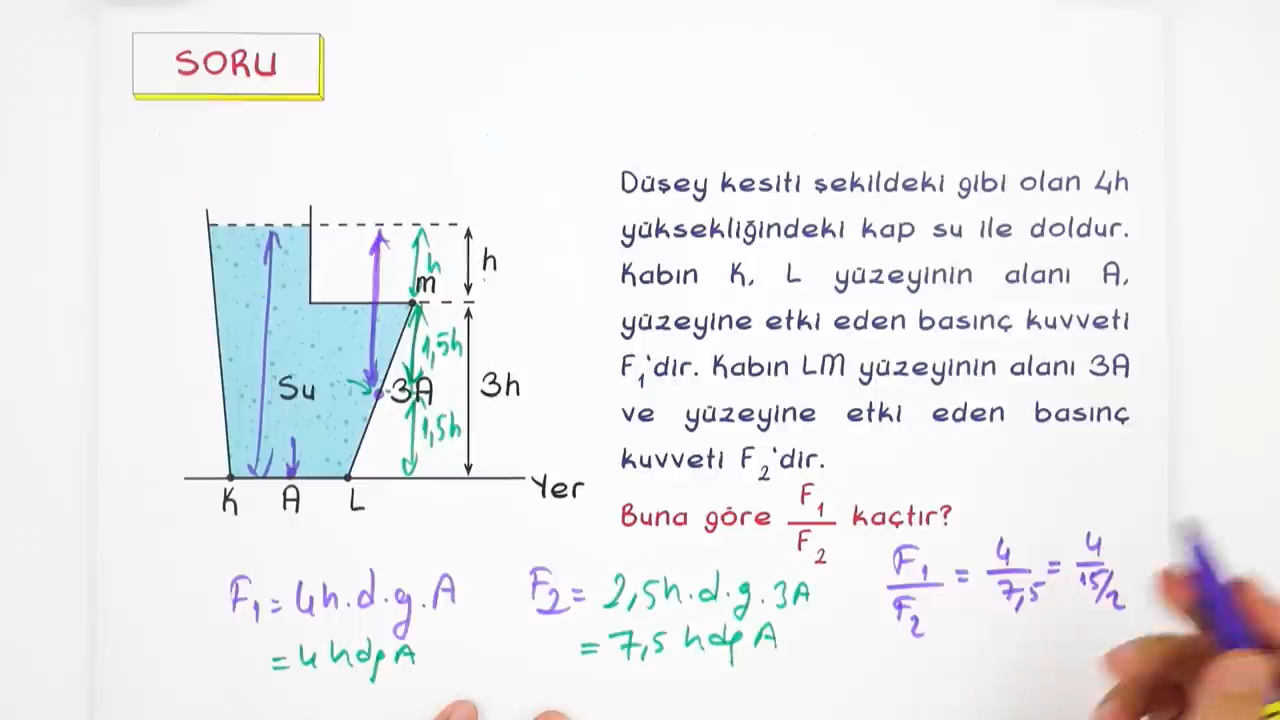 SORU
Düşey kesiti şekildeki gibi olan 4h
yüksekliğindeki kap su ile doldur.
Kabın K, L yüzeyinin alanı A,
yüzeyine etki eden basınç kuvveti
F₁'dir. Kabın LM yüzeyinin alanı 3A
ve yüzeyine etki eden basınç
kuvveti F₂'dir.
Buna göre F₁/F₂ kaçtır?
h
h
m
1,5h
Su
3A
3h
1,5h
K A L
Yer
F₁ = 4h.d.g.A
= 4hdgA
F₂ = 2,5h.d.g.3A
= 7,5hdgA
F₁/F₂ = 4/7,5 = 4/15/2